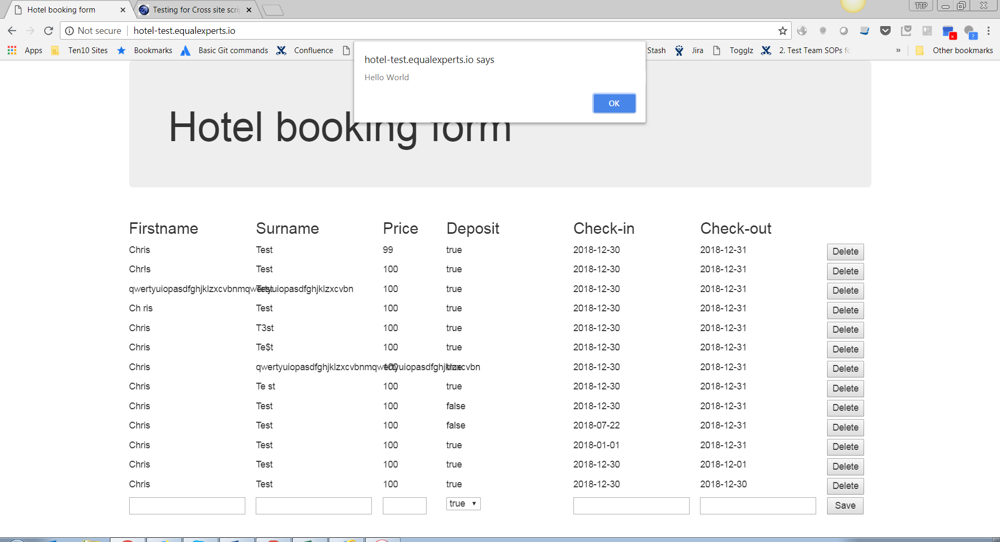 Hotel booking form
Testing for Cross site scri
TTP
Not secure
hotel-test.equalexperts.io
Apps
Ten10 Sites
Bookmarks
Basic Git commands
Confluence
Stash
Jira
Togglz
2. Test Team SOPs fo
»
Other bookmarks
hotel-test.equalexperts.io says
Hello World
OK
Hotel booking form
Firstname Surname Price Deposit Check-in Check-out
Chris Test 99 true 2018-12-30 2018-12-31 Delete
Chr!s Test 100 true 2018-12-30 2018-12-31 Delete
qwertyuiopasdfghjklzxcvbnmqwertyuiopasdfghjklzxcvbn Test 100 true 2018-12-30 2018-12-31 Delete
Ch ris Test 100 true 2018-12-30 2018-12-31 Delete
Chris T3st 100 true 2018-12-30 2018-12-31 Delete
Chris Te$t 100 true 2018-12-30 2018-12-31 Delete
Chris qwertyuiopasdfghjklzxcvbnmqwertyuiopasdfghjklzxcvbn 100 true 2018-12-30 2018-12-31 Delete
Chris Te st 100 true 2018-12-30 2018-12-31 Delete
Chris Test 100 false 2018-12-30 2018-12-31 Delete
Chris Test 100 false 2018-07-22 2018-12-31 Delete
Chris Test 100 true 2018-01-01 2018-12-31 Delete
Chris Test 100 true 2018-12-30 2018-12-01 Delete
Chris Test 100 true 2018-12-30 2018-12-30 Delete
true Save